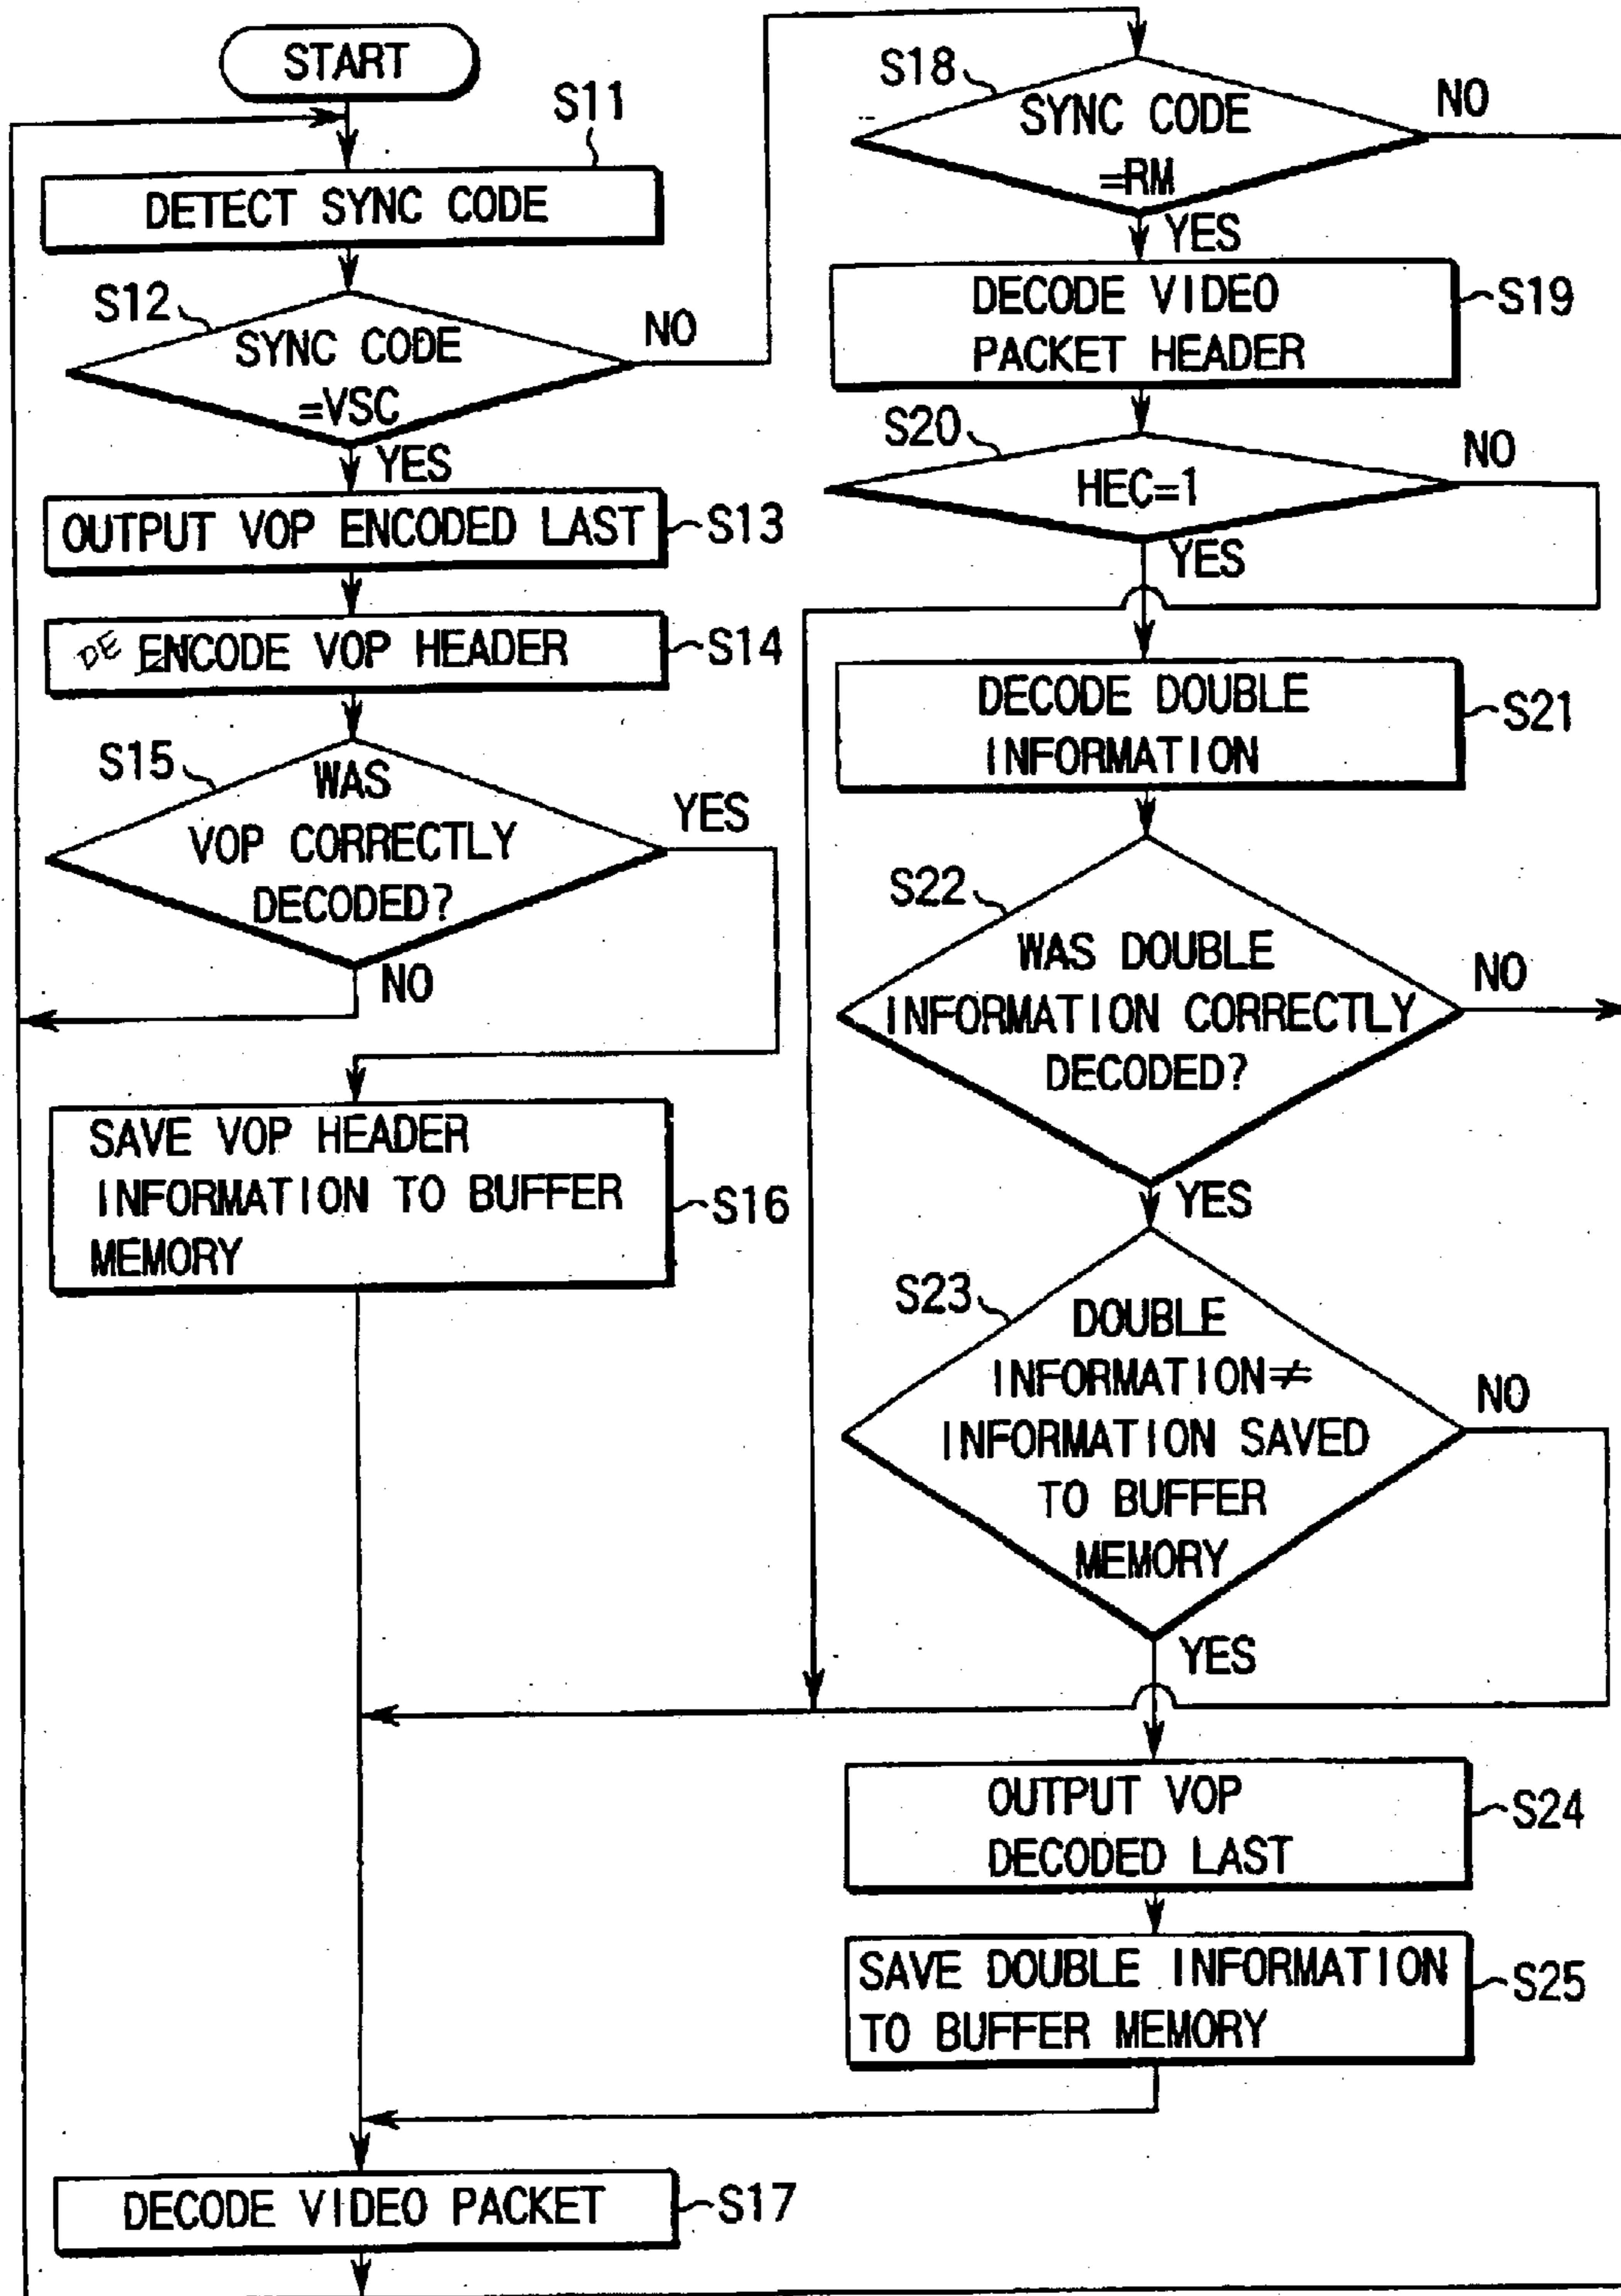 START
S11
DETECT SYNC CODE
S12
SYNC CODE
=VSC
NO
YES
OUTPUT VOP ENCODED LAST
S13
DE ENCODE VOP HEADER
S14
S15
WAS
VOP CORRECTLY
DECODED?
YES
NO
SAVE VOP HEADER
INFORMATION TO BUFFER
MEMORY
S16
DECODE VIDEO PACKET
S17
S18
SYNC CODE
=RM
NO
YES
DECODE VIDEO
PACKET HEADER
S19
S20
HEC=1
NO
YES
DECODE DOUBLE
INFORMATION
S21
S22
WAS DOUBLE
INFORMATION CORRECTLY
DECODED?
NO
YES
S23
DOUBLE
INFORMATION≠
INFORMATION SAVED
TO BUFFER
MEMORY
NO
YES
OUTPUT VOP
DECODED LAST
S24
SAVE DOUBLE INFORMATION
TO BUFFER MEMORY
S25